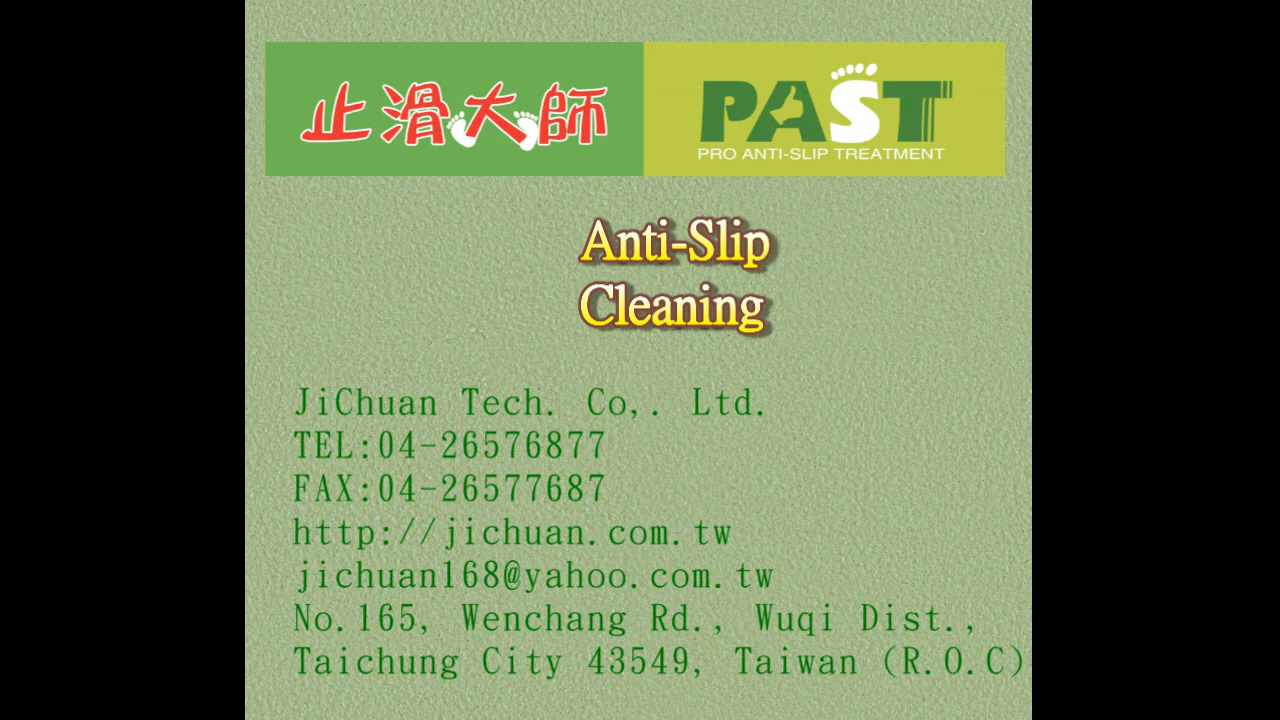 止滑大師
PAST
PRO ANTI-SLIP TREATMENT
Anti-Slip
Cleaning
JiChuan Tech. Co,. Ltd.
TEL:04-26576877
FAX:04-26577687
http://jichuan.com.tw
jichuan168@yahoo.com.tw
No.165, Wenchang Rd., Wuqi Dist.,
Taichung City 43549, Taiwan (R.O.C)